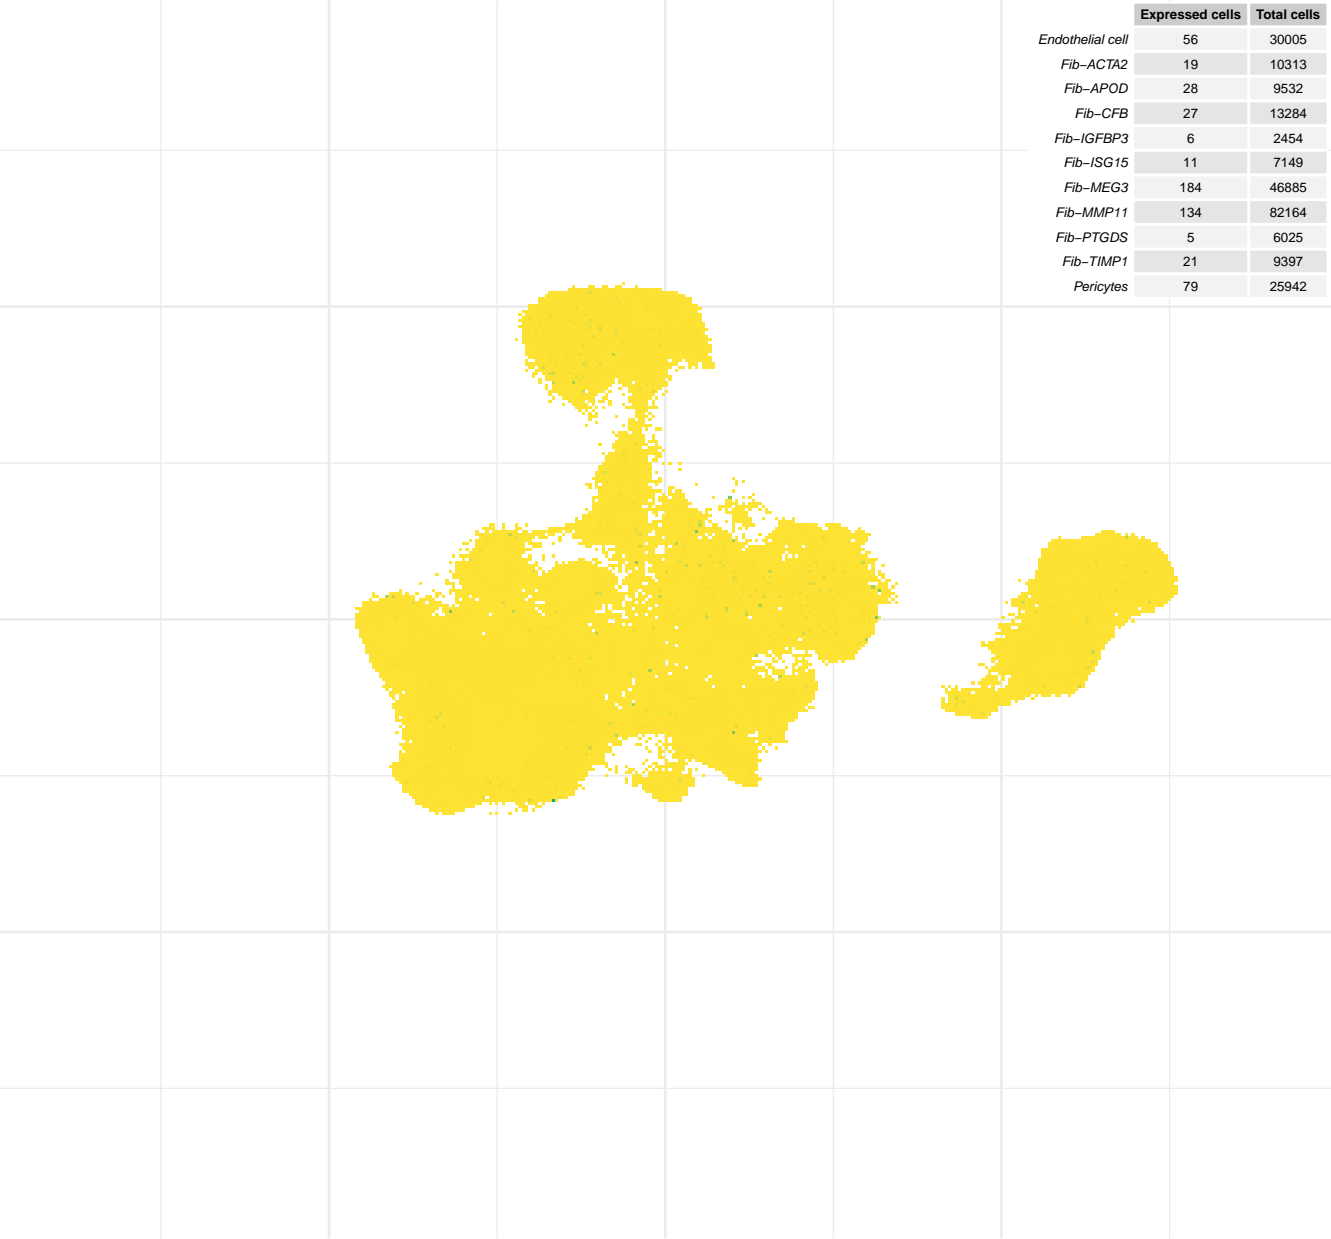 Expressed cells Total cells
Endothelial cell 56 30005
Fib−ACTA2 19 10313
Fib−APOD 28 9532
Fib−CFB 27 13284
Fib−IGFBP3 6 2454
Fib−ISG15 11 7149
Fib−MEG3 184 46885
Fib−MMP11 134 82164
Fib−PTGDS 5 6025
Fib−TIMP1 21 9397
Pericytes 79 25942